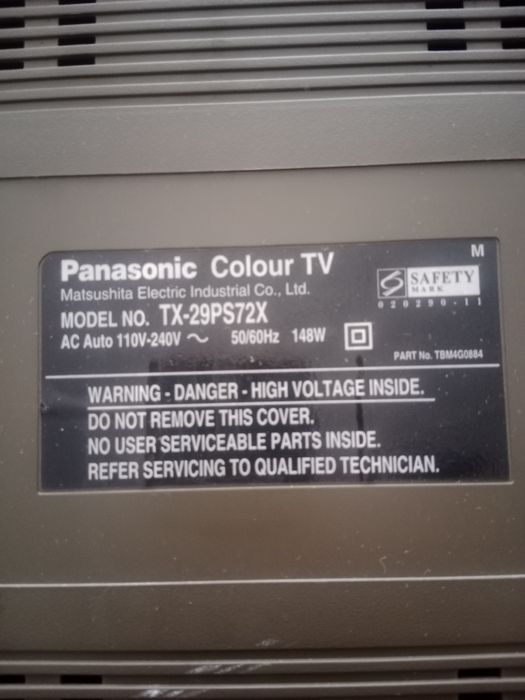 M
Panasonic Colour TV
Matsushita Electric Industrial Co., Ltd.
MODEL NO. TX-29PS72X
AC Auto 110V-240V ~ 50/60Hz 148W
S SAFETY
MARK
020290-11
PART No. TBM4G0884
WARNING - DANGER - HIGH VOLTAGE INSIDE.
DO NOT REMOVE THIS COVER.
NO USER SERVICEABLE PARTS INSIDE.
REFER SERVICING TO QUALIFIED TECHNICIAN.